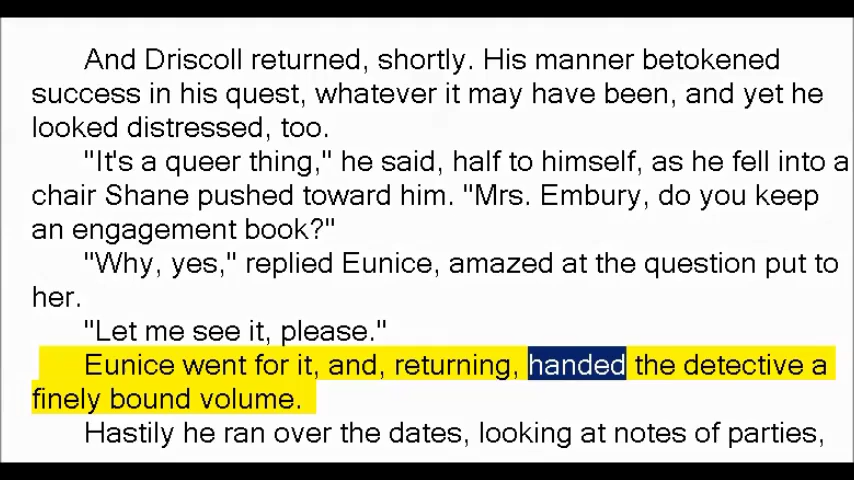 And Driscoll returned, shortly. His manner betokened
success in his quest, whatever it may have been, and yet he
looked distressed, too.
"It's a queer thing," he said, half to himself, as he fell into a
chair Shane pushed toward him. "Mrs. Embury, do you keep
an engagement book?"
"Why, yes," replied Eunice, amazed at the question put to
her.
"Let me see it, please."
Eunice went for it, and, returning, handed the detective a
finely bound volume.
Hastily he ran over the dates, looking at notes of parties,